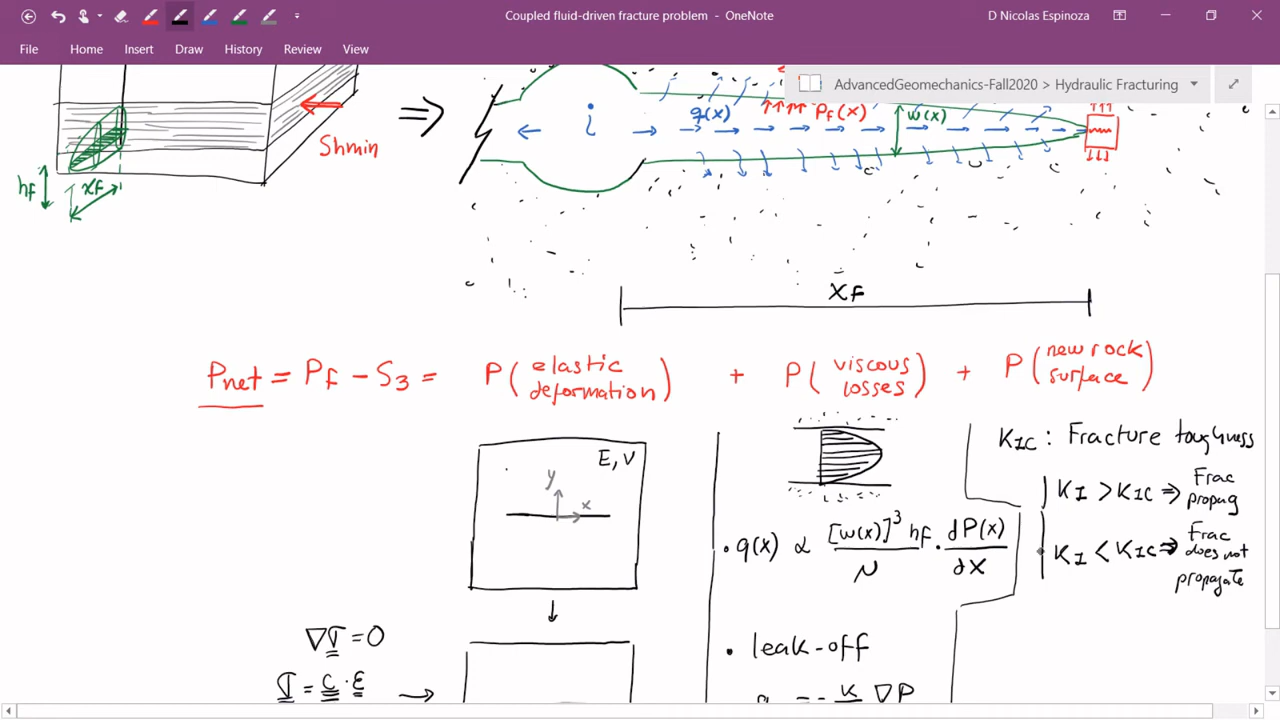 Coupled fluid-driven fracture problem - OneNote
D Nicolas Espinoza
File Home Insert Draw History Review View
AdvancedGeomechanics-Fall2020 > Hydraulic Fracturing
Shmin
hf
xf
i
q(x)
Pf(x)
w(x)
xf
Pnet = Pf - S3 = P(elastic deformation) + P(viscous losses) + P(new rock surface)
E, ν
y
x
KIC : Fracture toughness
KI > KIC ⇒ Frac propag
KI < KIC ⇒ Frac does not propagate
• q(x) ∝ [w(x)]³ hf / μ · dP(x) / dx
∇σ = 0
• leak-off
σ = C · ε →
q = - k ∇P